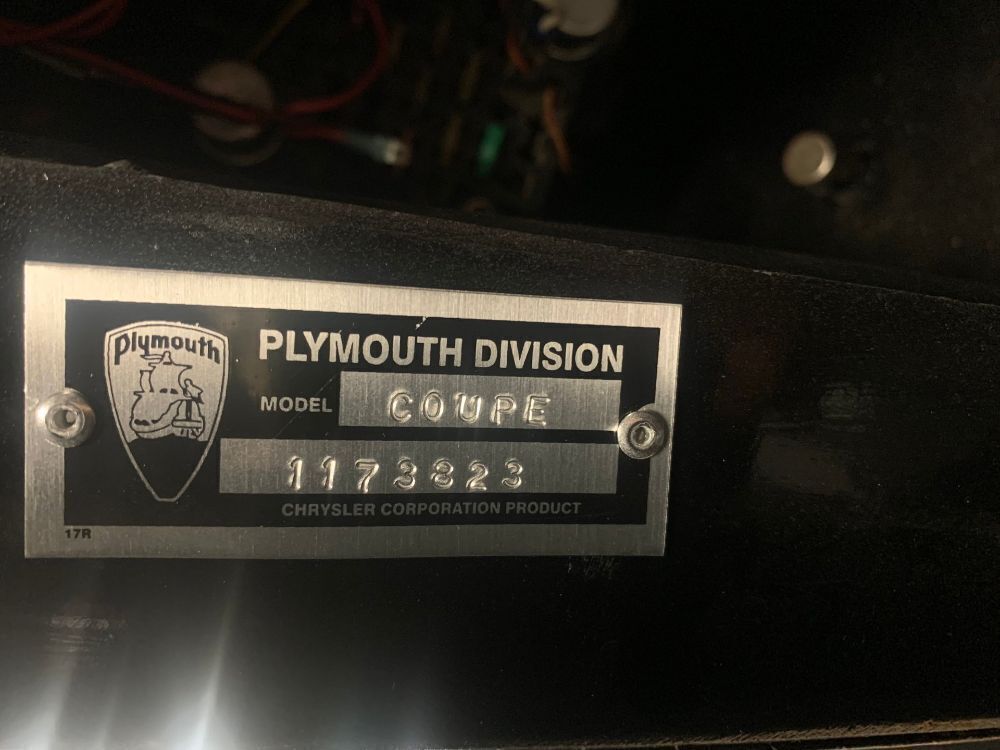 Plymouth
PLYMOUTH DIVISION
MODEL COUPE
1173823
CHRYSLER CORPORATION PRODUCT
17R